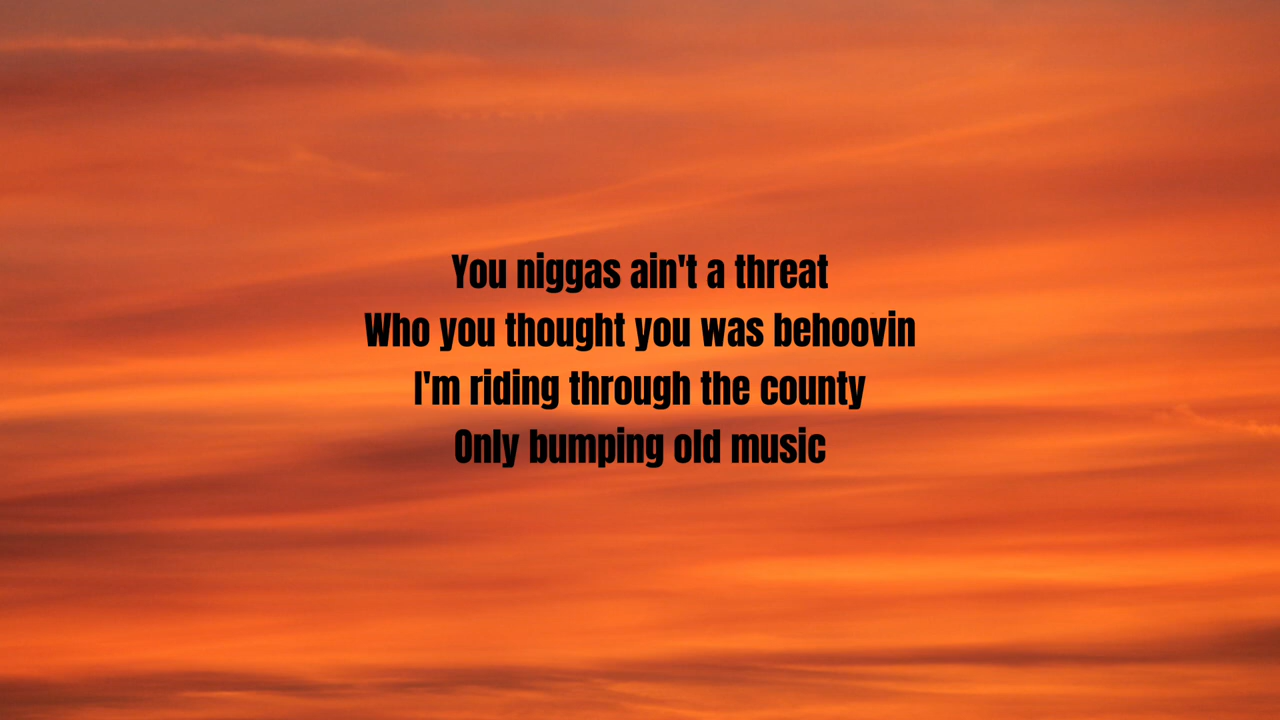 You niggas ain't a threat
Who you thought you was behoovin
I'm riding through the county
Only bumping old music